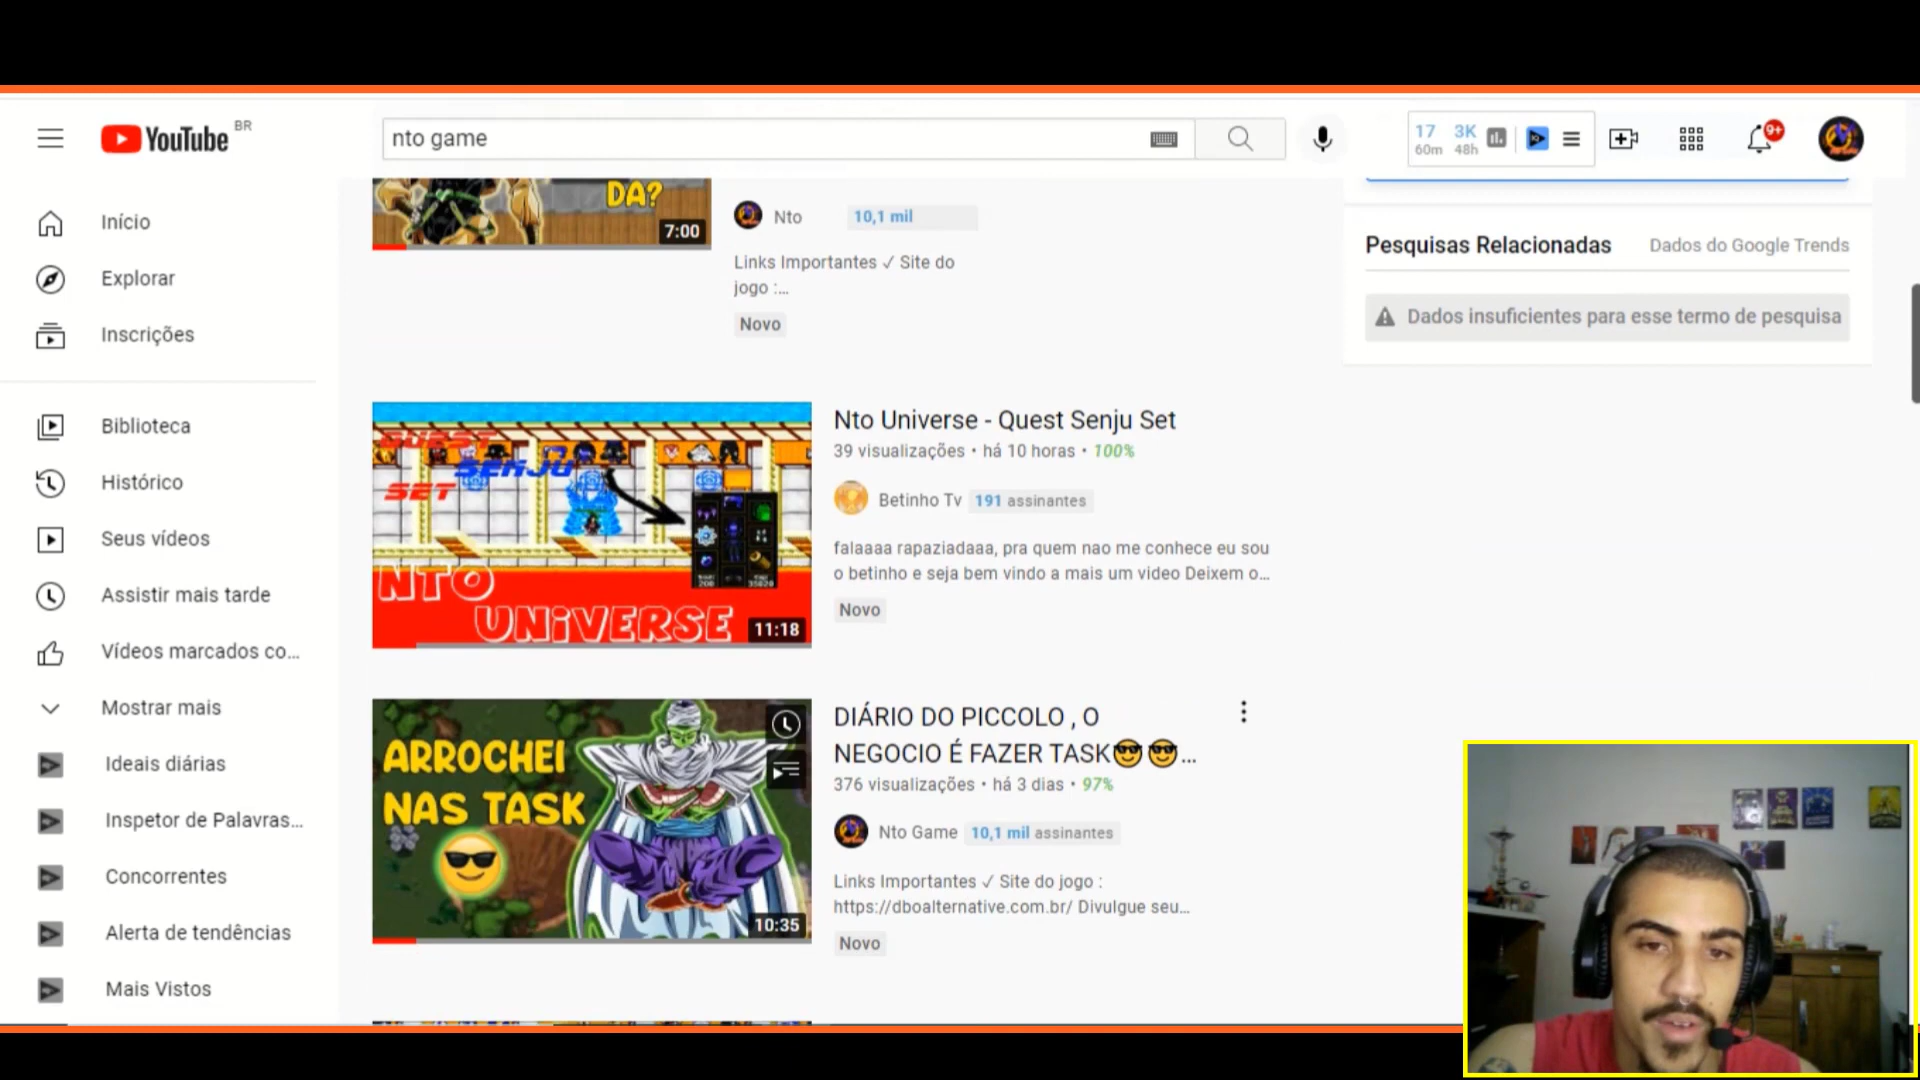 YouTube BR
nto game
17 3K
60m 48h
9+
Início
Explorar
Inscrições
Biblioteca
Histórico
Seus vídeos
Assistir mais tarde
Vídeos marcados co...
Mostrar mais
Ideais diárias
Inspetor de Palavras...
Concorrentes
Alerta de tendências
Mais Vistos
DA?
7:00
Nto 10,1 mil
Links Importantes ✓ Site do
jogo :...
Novo
QUEST
SENJU
SET
NTO
UNIVERSE
11:18
Nto Universe - Quest Senju Set
39 visualizações • há 10 horas • 100%
Betinho Tv 191 assinantes
falaaaa rapaziadaaa, pra quem nao me conhece eu sou
o betinho e seja bem vindo a mais um video Deixem o...
Novo
ARROCHEI
NAS TASK
10:35
DIÁRIO DO PICCOLO , O
NEGOCIO É FAZER TASK😎😎...
376 visualizações • há 3 dias • 97%
Nto Game 10,1 mil assinantes
Links Importantes ✓ Site do jogo :
https://dboalternative.com.br/ Divulgue seu...
Novo
Pesquisas Relacionadas Dados do Google Trends
Dados insuficientes para esse termo de pesquisa